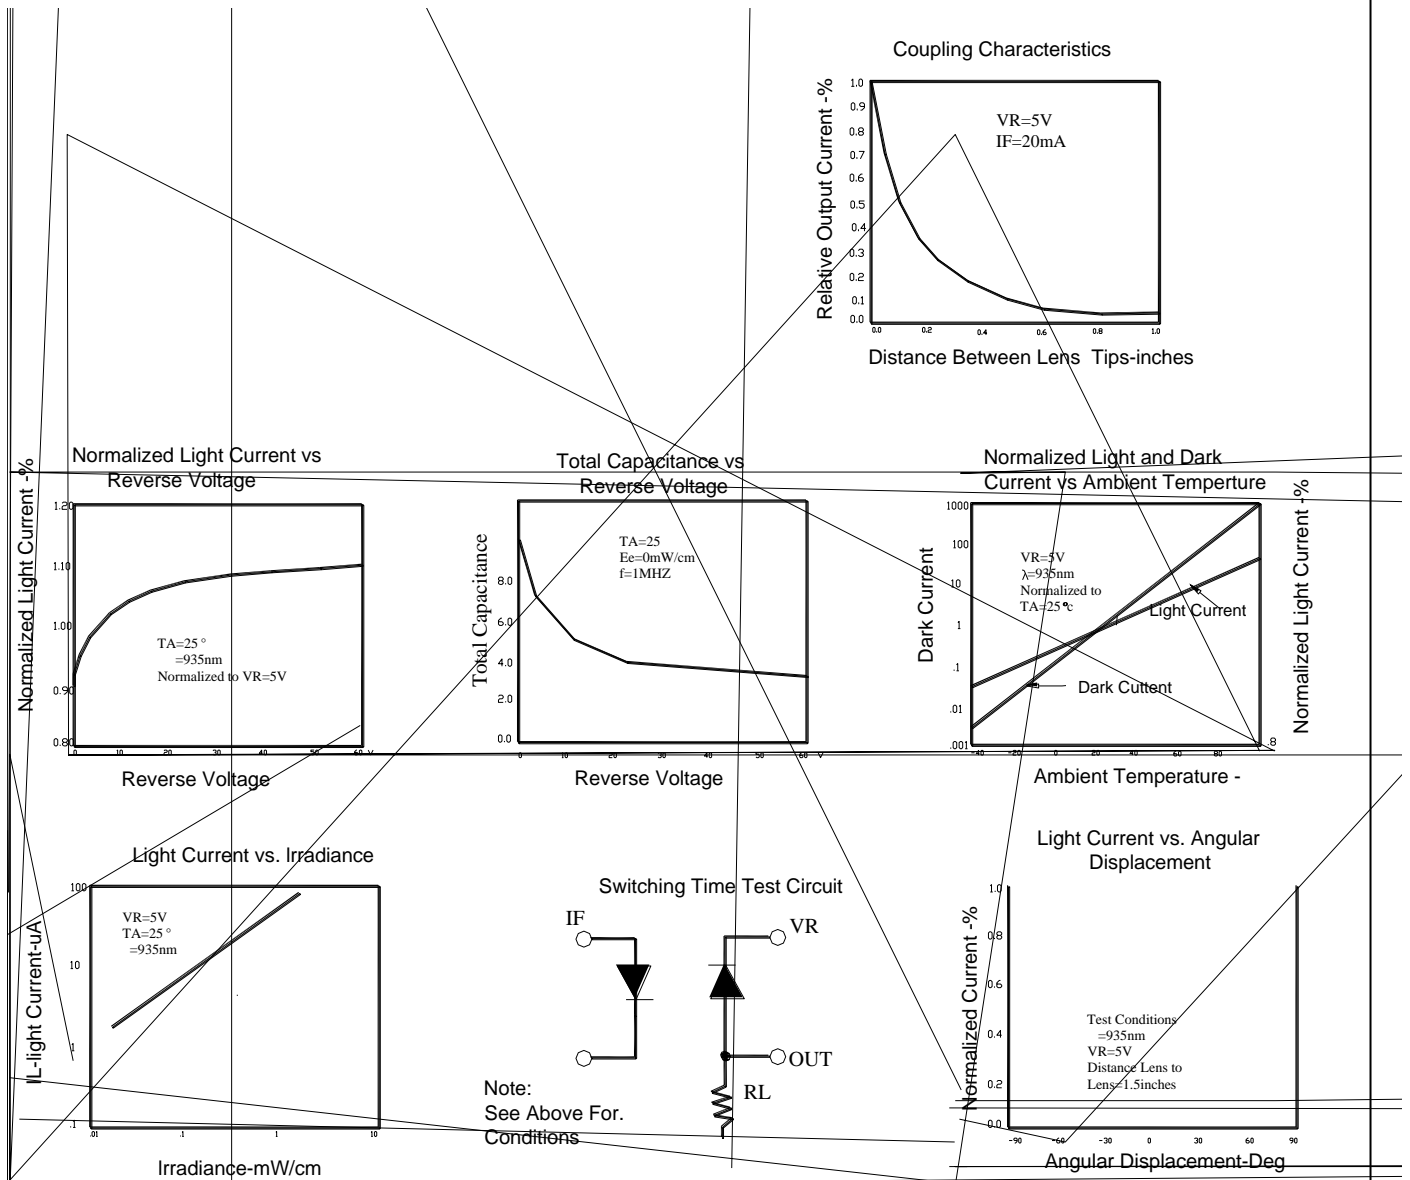 Coupling Characteristics
Relative Output Current -%
1.0
0.9
0.8
0.7
0.6
0.5
0.4
0.3
0.2
0.1
0.0
VR=5V
IF=20mA
0.0 0.2 0.4 0.6 0.8 1.0
Distance Between Lens Tips-inches
Normalized Light Current vs
Reverse Voltage
Normalized Light Current -%
1.20
1.10
1.00
0.90
0.80
TA=25 °
=935nm
Normalized to VR=5V
0 10 20 30 40 50 60 V
Reverse Voltage
Total Capacitance vs
Reverse Voltage
Total Capacitance
8.0
6.0
4.0
2.0
0.0
TA=25
Ee=0mW/cm
f=1MHZ
0 10 20 30 40 50 60 V
Reverse Voltage
Normalized Light and Dark
Current vs Ambient Temperture
Dark Current
1000
100
10
1
.1
.01
.001
VR=5V
λ=935nm
Normalized to
TA=25°c
Light Current
Dark Cuttent
Normalized Light Current -%
-40 -20 0 20 40 60 80
.8
Ambient Temperature -
Light Current vs. Irradiance
IL-light Current-uA
100
10
1
.1
VR=5V
TA=25 °
=935nm
.01 .1 1 10
Irradiance-mW/cm
Switching Time Test Circuit
IF
VR
OUT
RL
Note:
See Above For.
Conditions
Light Current vs. Angular
Displacement
Normalized Current -%
1.0
0.8
0.6
0.4
0.2
0.0
Test Conditions
=935nm
VR=5V
Distance Lens to
Lens=1.5inches
-90 -60 -30 0 30 60 90
Angular Displacement-Deg